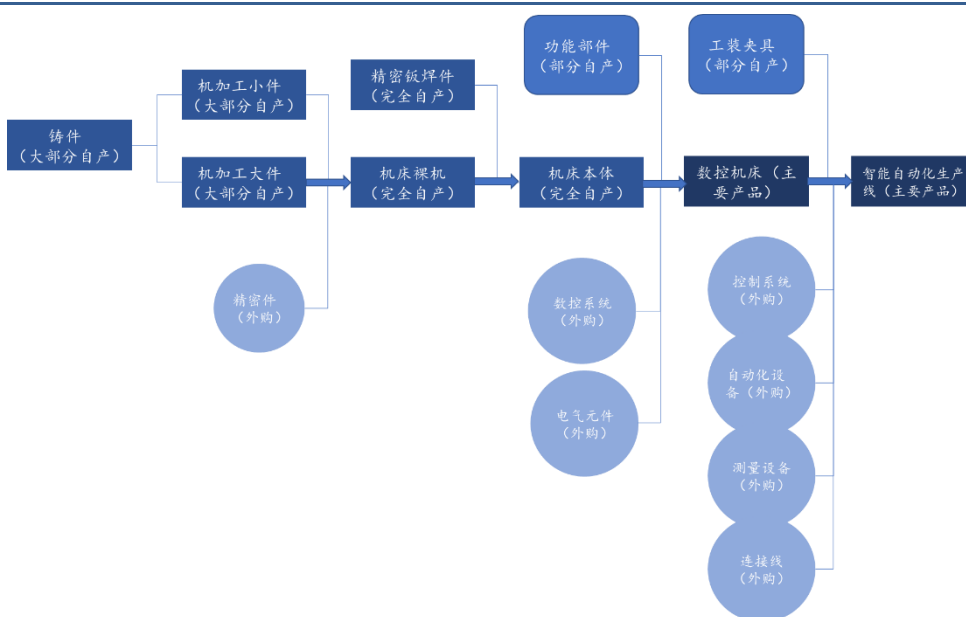 功能部件
（部分自产）
工装夹具
（部分自产）
机加工小件
（大部分自产）
精密钣焊件
（完全自产）
铸件
（大部分自产）
机加工大件
（大部分自产）
机床裸机
（完全自产）
机床本体
（完全自产）
数控机床（主
要产品）
智能自动化生产
线（主要产品）
精密件
（外购）
数控系统
（外购）
控制系统
（外购）
电气元件
（外购）
自动化设
备（外购）
测量设备
（外购）
连接线
（外购）